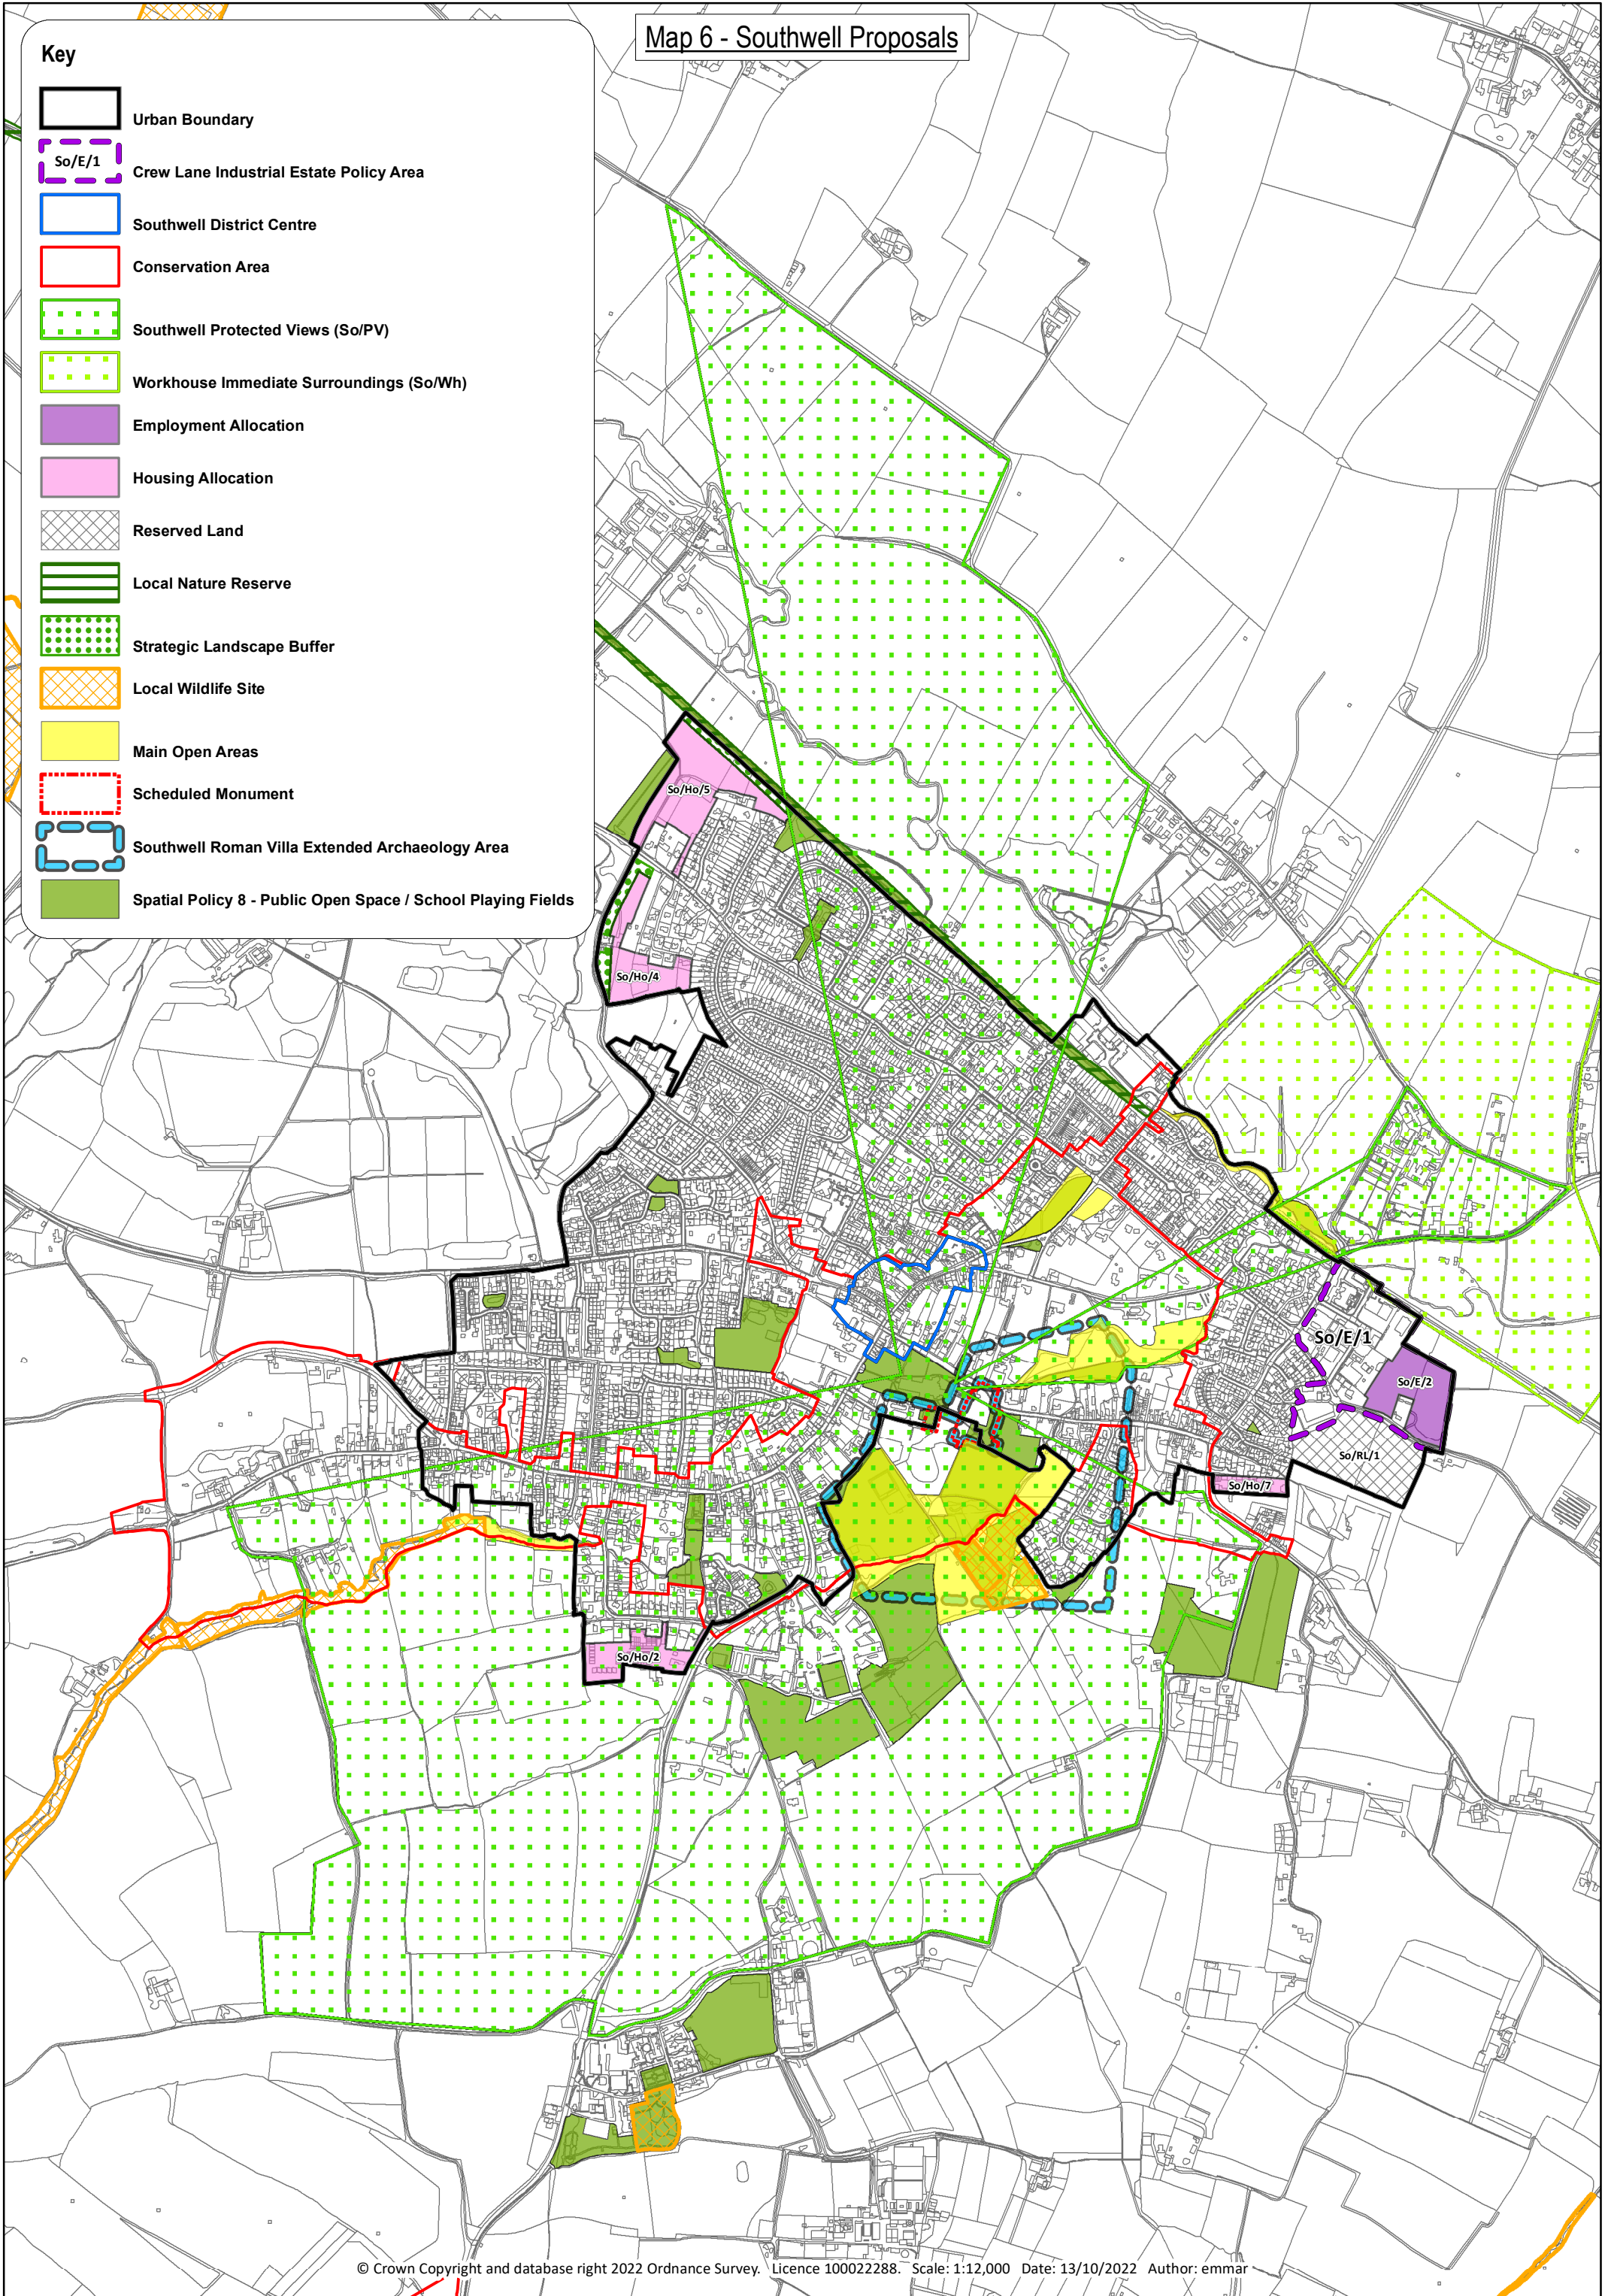 Map 6 - Southwell Proposals
Key
Urban Boundary
So/E/1
Crew Lane Industrial Estate Policy Area
Southwell District Centre
Conservation Area
Southwell Protected Views (So/PV)
Workhouse Immediate Surroundings (So/Wh)
Employment Allocation
Housing Allocation
Reserved Land
Local Nature Reserve
Strategic Landscape Buffer
Local Wildlife Site
Main Open Areas
Scheduled Monument
Southwell Roman Villa Extended Archaeology Area
Spatial Policy 8 - Public Open Space / School Playing Fields
So/Ho/5
So/Ho/4
So/E/1
So/E/2
So/RL/1
So/Ho/7
So/Ho/2
© Crown Copyright and database right 2022 Ordnance Survey. Licence 100022288. Scale: 1:12,000 Date: 13/10/2022 Author: emmar